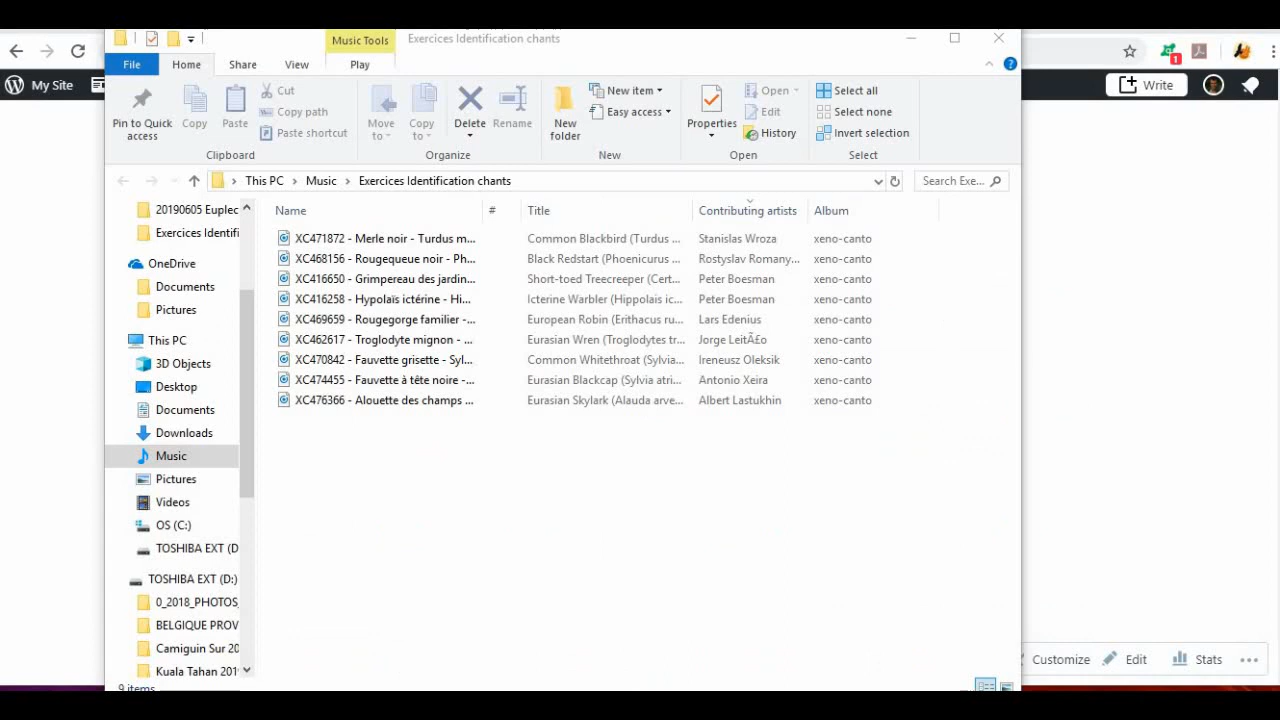 Music Tools
Exercices Identification chants
File
Home
Share
View
Play
My Site
Write
1
Pin to Quick access
Copy
Paste
Cut
Copy path
Paste shortcut
Clipboard
Move to
Copy to
Delete
Rename
Organize
New folder
New item
Easy access
New
Properties
Open
Edit
History
Open
Select all
Select none
Invert selection
Select
This PC
Music
Exercices Identification chants
Search Exe...
Name
#
Title
Contributing artists
Album
XC471872 - Merle noir - Turdus m... Common Blackbird (Turdus ... Stanislas Wroza xeno-canto
XC468156 - Rougequeue noir - Ph... Black Redstart (Phoenicurus ... Rostyslav Romany... xeno-canto
XC416650 - Grimpereau des jardin... Short-toed Treecreeper (Cert... Peter Boesman xeno-canto
XC416258 - Hypolaïs ictérine - Hi... Icterine Warbler (Hippolais ict... Peter Boesman xeno-canto
XC469659 - Rougegorge familier -... European Robin (Erithacus ru... Lars Edenius xeno-canto
XC462617 - Troglodyte mignon - ... Eurasian Wren (Troglodytes tr... Jorge LeitÃ£o xeno-canto
XC470842 - Fauvette grisette - Syl... Common Whitethroat (Sylvia... Ireneusz Oleksik xeno-canto
XC474455 - Fauvette à tête noire -... Eurasian Blackcap (Sylvia atri... Antonio Xeira xeno-canto
XC476366 - Alouette des champs ... Eurasian Skylark (Alauda arve... Albert Lastukhin xeno-canto
20190605 Euplec
Exercices Identifi
OneDrive
Documents
Pictures
This PC
3D Objects
Desktop
Documents
Downloads
Music
Pictures
Videos
OS (C:)
TOSHIBA EXT (D
TOSHIBA EXT (D:)
0_2018_PHOTOS_
BELGIQUE PROV
Camiguin Sur 20
Kuala Tahan 201
9 items
Customize
Edit
Stats